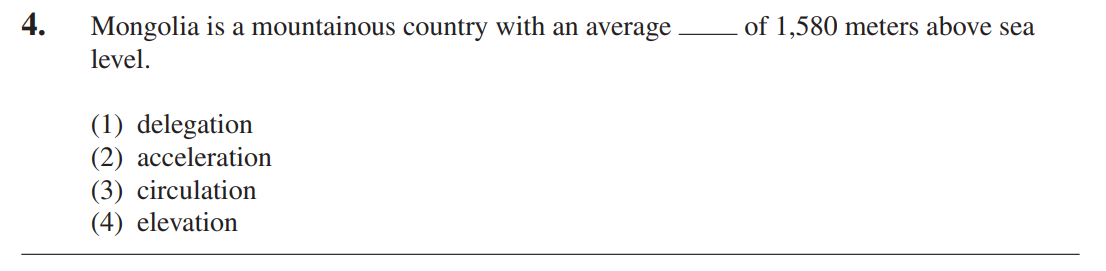 4. Mongolia is a mountainous country with an average ____ of 1,580 meters above sea
level.
(1) delegation
(2) acceleration
(3) circulation
(4) elevation